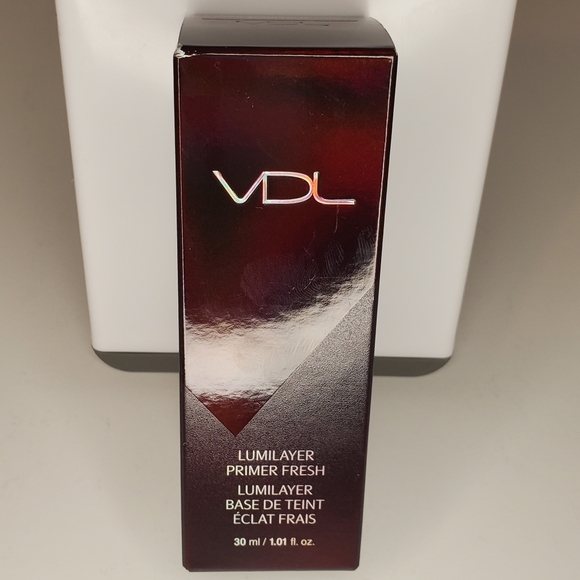 VDL
LUMILAYER
PRIMER FRESH
LUMILAYER
BASE DE TEINT
ÉCLAT FRAIS
30 ml / 1.01 fl. oz.